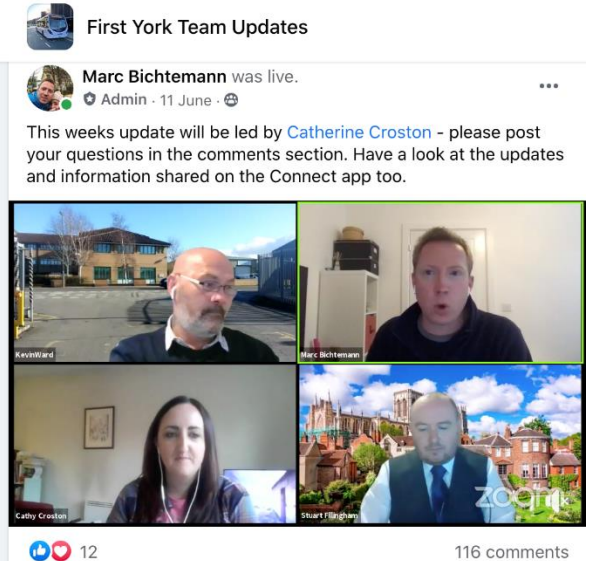 First York Team Updates
Marc Bichtemann was live.
Admin · 11 June ·
This weeks update will be led by Catherine Croston - please post
your questions in the comments section. Have a look at the updates
and information shared on the Connect app too.
KevinWard
Marc Bichtemann
Cathy Croston
Stuart Fillingham
zoom
12
116 comments